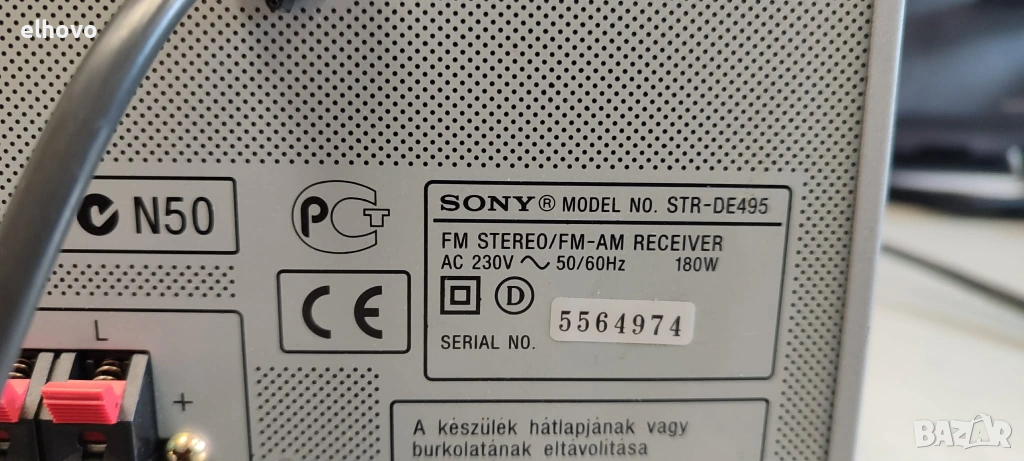 elhovo
N50
PCT
CE
SONY® MODEL NO. STR-DE495
FM STEREO/FM-AM RECEIVER
AC 230V ~ 50/60Hz 180W
D
SERIAL NO. 5564974
L
+
A készülék hátlapjának vagy
burkolatának eltávolítása
BAZAR